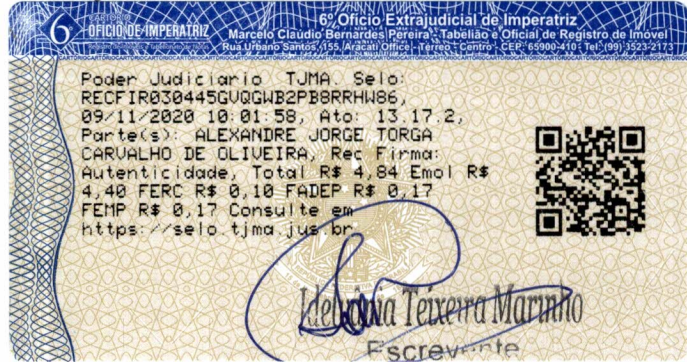 6º Ofício Extrajudicial de Imperatriz
CARTÓRIO
6 OFÍCIO DE IMPERATRIZ
Marcelo Claudio Bernardes Pereira - Tabelião e Oficial de Registro de Imóvel
Rua Urbano Santos, 155, Aracati Office - Térreo - Centro - CEP: 65900-410 - Tel: (99) 3523-2173
Poder Judiciario TJMA. Selo:
RECFIR030445GVQGWB2PB8RRHW86,
09/11/2020 10:01:58, Ato: 13.17.2,
Parte(s): ALEXANDRE JORGE TORGA
CARVALHO DE OLIVEIRA, Rec Firma:
Autenticidade, Total R$ 4,84 Emol R$
4,40 FERC R$ 0,10 FADEP R$ 0,17
FEMP R$ 0,17 Consulte em
https://selo.tjma.jus.br
Teixeira Marinho
Escrevente